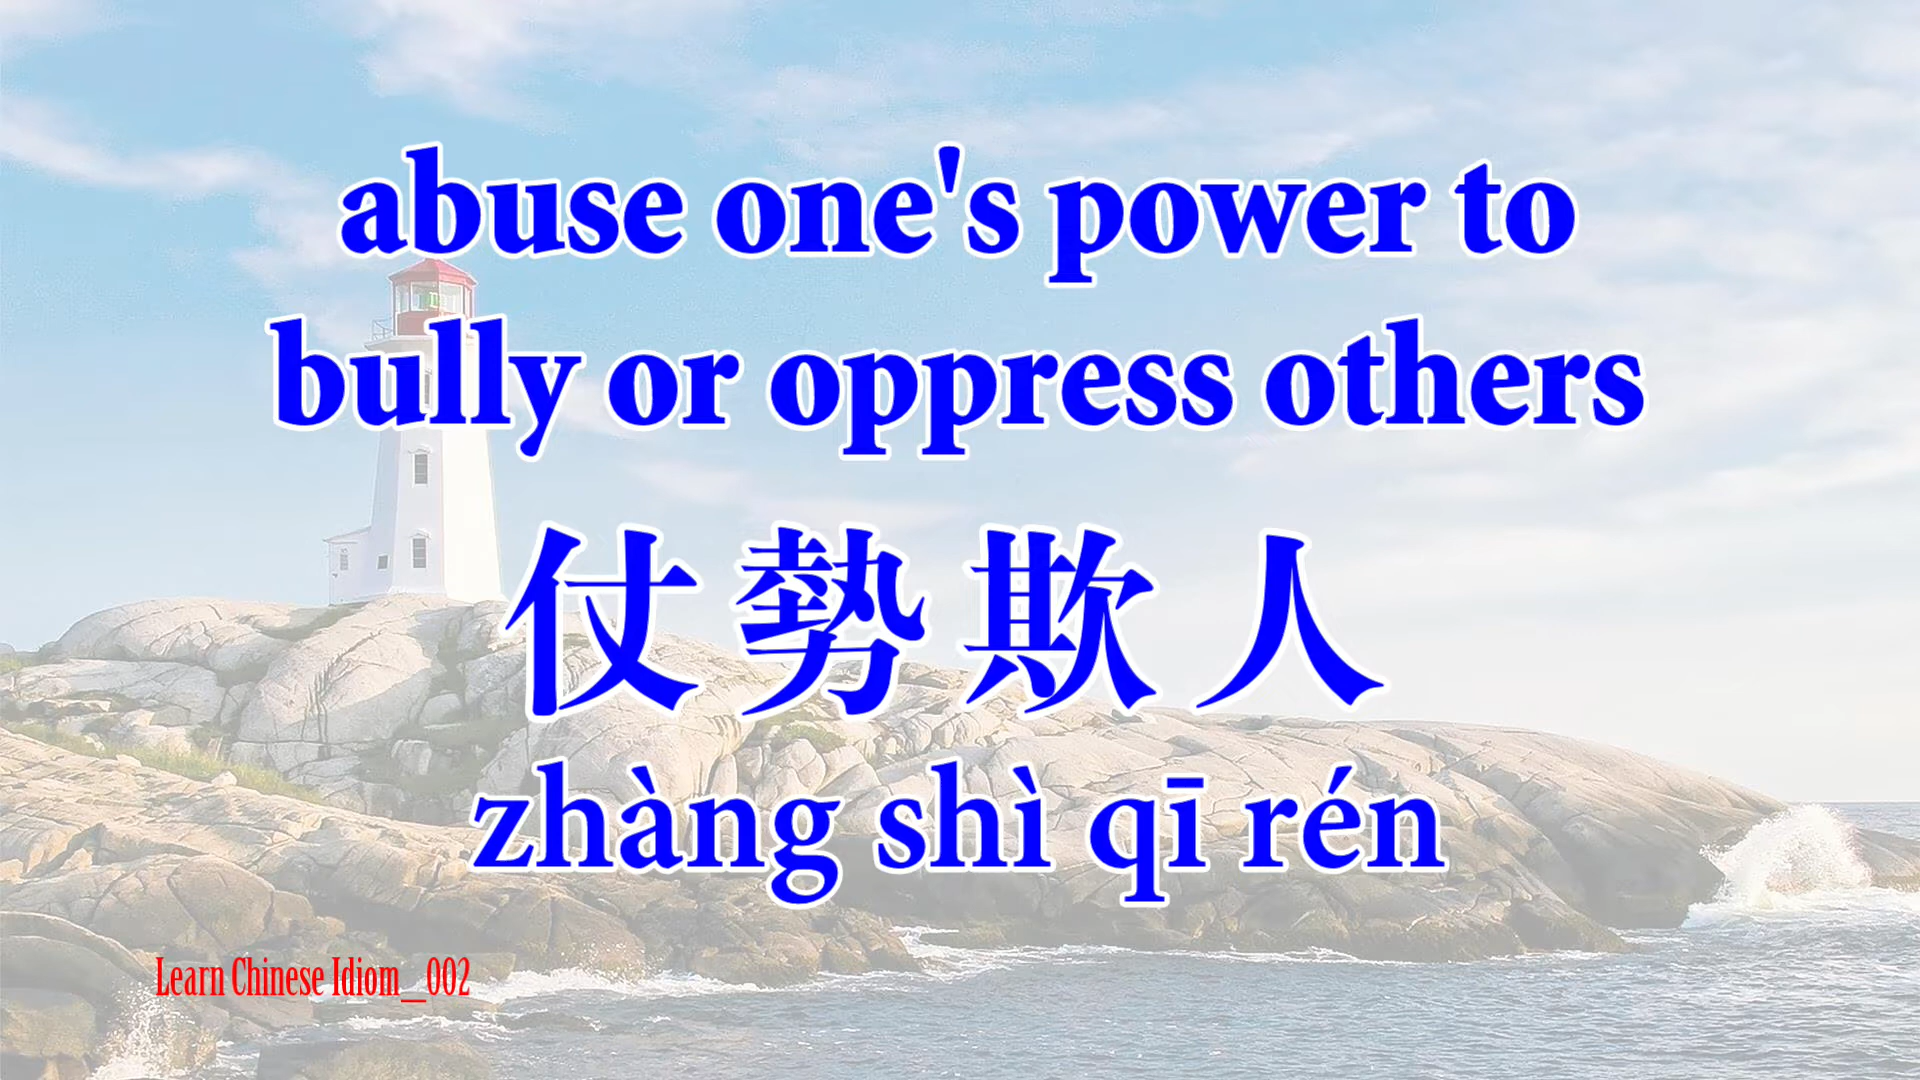 abuse one's power to
bully or oppress others
仗勢欺人
zhàng shì qī rén
Learn Chinese Idiom_002